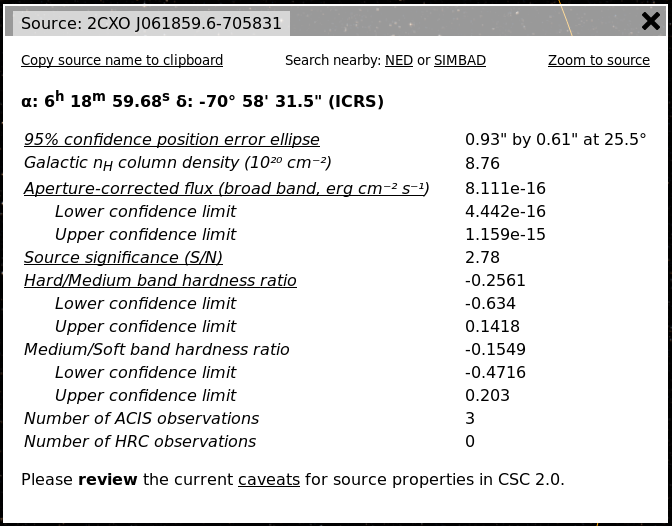 Source: 2CXO J061859.6-705831
Copy source name to clipboard Search nearby: NED or SIMBAD Zoom to source
α: 6ʰ 18ᵐ 59.68ˢ δ: -70° 58' 31.5" (ICRS)
95% confidence position error ellipse 0.93" by 0.61" at 25.5°
Galactic n_H column density (10²⁰ cm⁻²) 8.76
Aperture-corrected flux (broad band, erg cm⁻² s⁻¹) 8.111e-16
Lower confidence limit 4.442e-16
Upper confidence limit 1.159e-15
Source significance (S/N) 2.78
Hard/Medium band hardness ratio -0.2561
Lower confidence limit -0.634
Upper confidence limit 0.1418
Medium/Soft band hardness ratio -0.1549
Lower confidence limit -0.4716
Upper confidence limit 0.203
Number of ACIS observations 3
Number of HRC observations 0
Please review the current caveats for source properties in CSC 2.0.